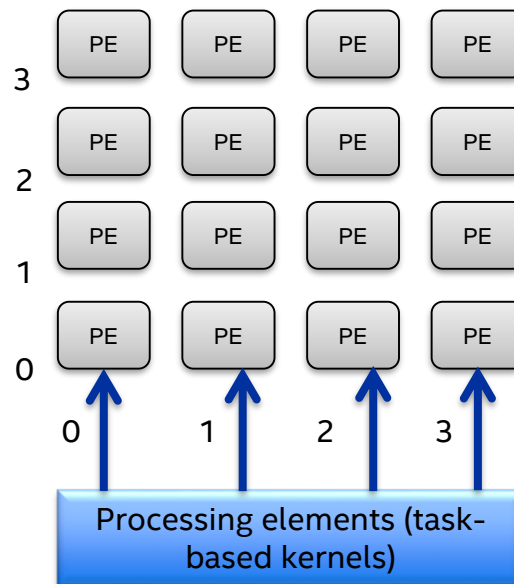 PE PE PE PE
3
PE PE PE PE
2
PE PE PE PE
1
PE PE PE PE
0
0 1 2 3
Processing elements (task-
based kernels)